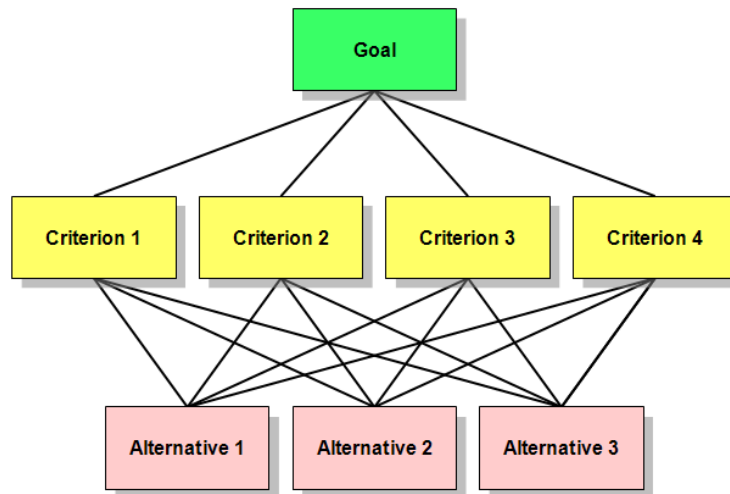 Goal
Criterion 1
Criterion 2
Criterion 3
Criterion 4
Alternative 1
Alternative 2
Alternative 3